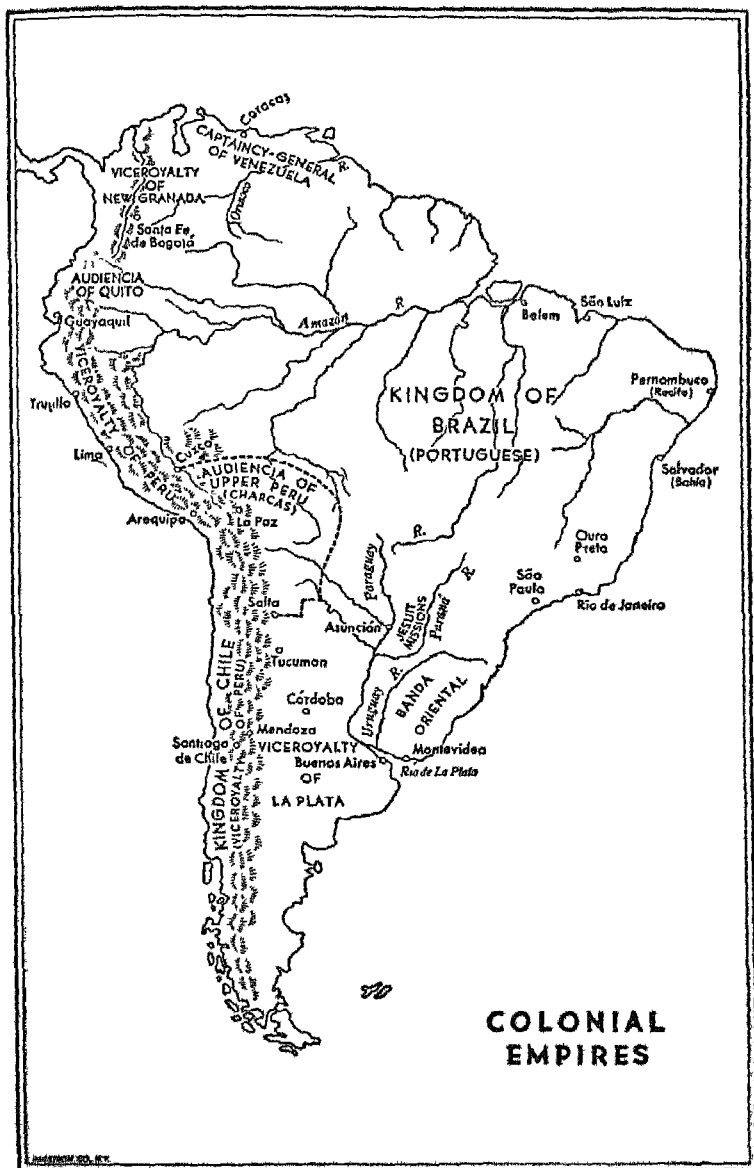 Caracas
CAPTAINCY-GENERAL
OF VENEZUELA
R.
VICEROYALTY
OF
NEW GRANADA
Orinoco
Santa Fé
de Bogotá
AUDIENCIA
OF QUITO
Guayaquil
Amazon
R.
Belem
São Luiz
VICEROYALTY OF PERU
Trujillo
KINGDOM OF
BRAZIL
(PORTUGUESE)
Pernambuco
(Recife)
Lima
Cuzco
AUDIENCIA OF
UPPER PERU
(CHARCAS)
Salvador
(Bahia)
Arequipa
La Paz
R.
Paraguay
Ouro
Preto
São
Paulo
Rio de Janeiro
Salta
Asunción
JESUIT
MISSIONS
Paraná
R.
Tucuman
KINGDOM OF CHILE
(VICEROYALTY OF PERU)
Córdoba
Uruguay
R.
BANDA
ORIENTAL
Santiago
de Chile
Mendoza
VICEROYALTY
Buenos Aires
Montevidea
Río de La Plata
OF
LA PLATA
COLONIAL
EMPIRES